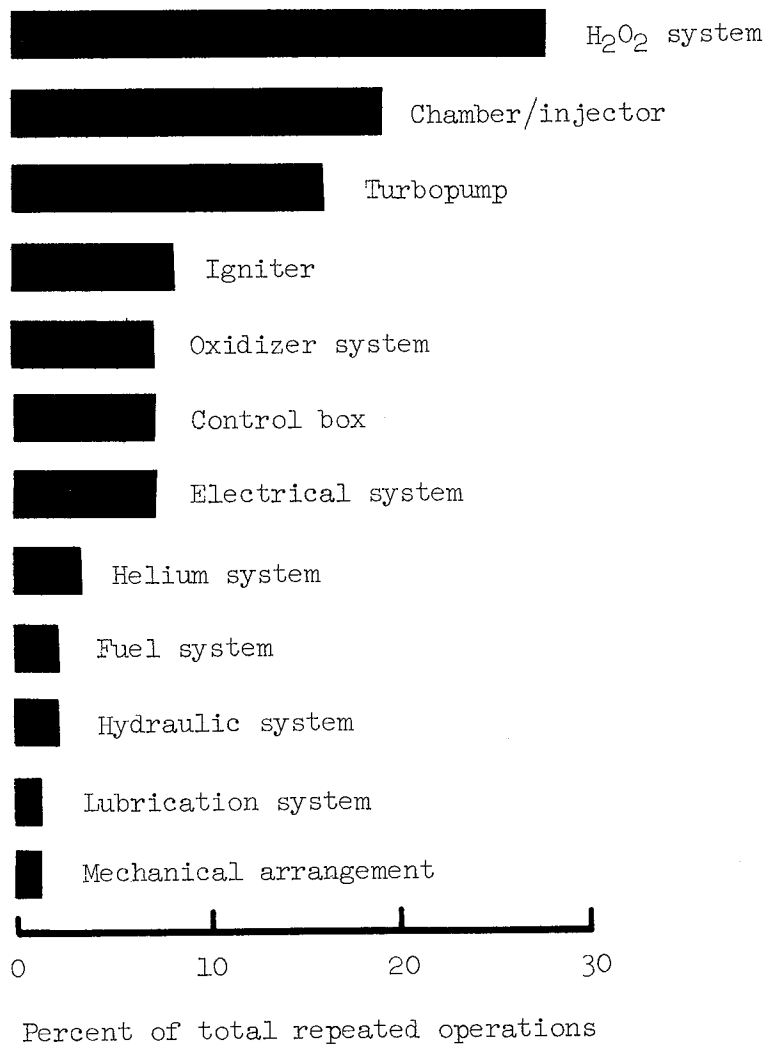 H2O2 system
Chamber/injector
Turbopump
Igniter
Oxidizer system
Control box
Electrical system
Helium system
Fuel system
Hydraulic system
Lubrication system
Mechanical arrangement
0 10 20 30
Percent of total repeated operations